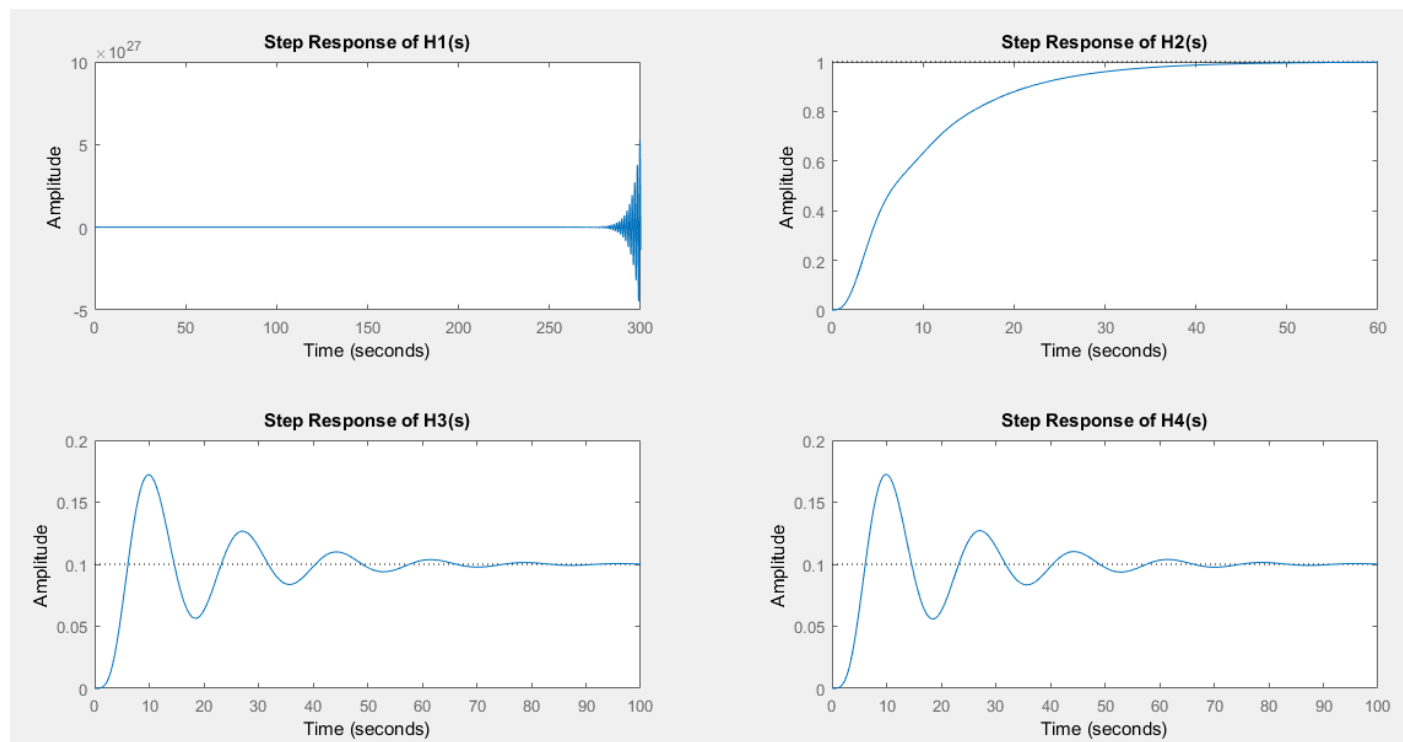 Step Response of H1(s)
×10^27
10
5
0
-5
Amplitude
0 50 100 150 200 250 300
Time (seconds)
Step Response of H2(s)
1
0.8
0.6
0.4
0.2
0
Amplitude
0 10 20 30 40 50 60
Time (seconds)
Step Response of H3(s)
0.2
0.15
0.1
0.05
0
Amplitude
0 10 20 30 40 50 60 70 80 90 100
Time (seconds)
Step Response of H4(s)
0.2
0.15
0.1
0.05
0
Amplitude
0 10 20 30 40 50 60 70 80 90 100
Time (seconds)